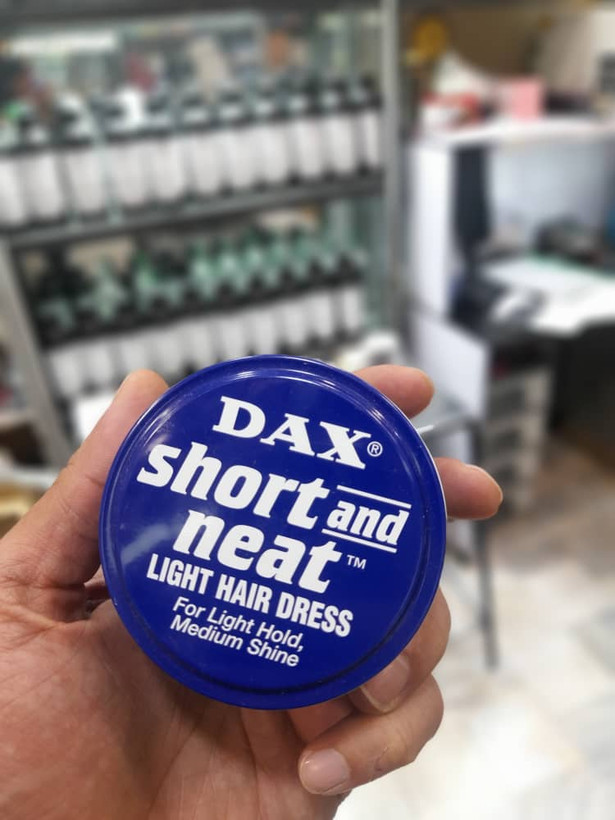 DAX®
short and
neat™
LIGHT HAIR DRESS
For Light Hold,
Medium Shine